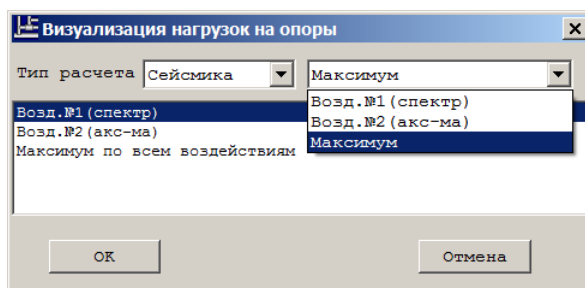 Визуализация нагрузок на опоры
Тип расчета Сейсмика Максимум
Возд.№1(спектр)
Возд.№2(акс-ма)
Максимум
Возд.№1(спектр)
Возд.№2(акс-ма)
Максимум по всем воздействиям
OK Отмена